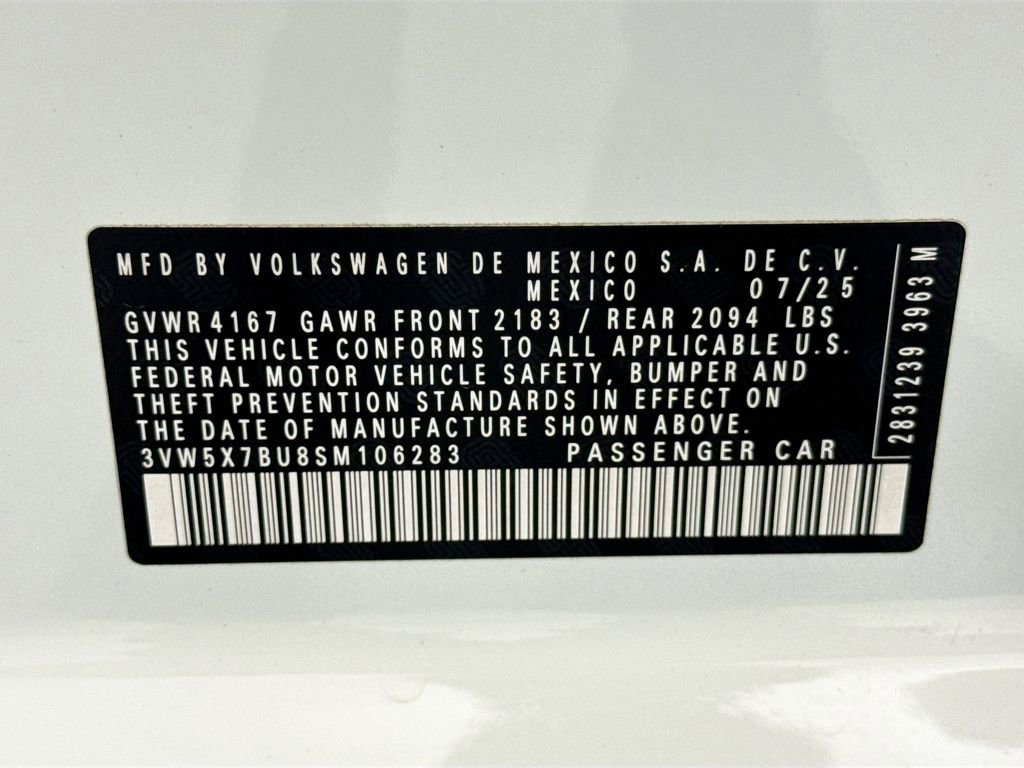 MFD BY VOLKSWAGEN DE MEXICO S.A. DE C.V.
MEXICO 07/25
GVWR 4167 GAWR FRONT 2183 / REAR 2094 LBS
THIS VEHICLE CONFORMS TO ALL APPLICABLE U.S.
FEDERAL MOTOR VEHICLE SAFETY, BUMPER AND
THEFT PREVENTION STANDARDS IN EFFECT ON
THE DATE OF MANUFACTURE SHOWN ABOVE.
3VW5X7BU8SM106283 PASSENGER CAR
2831239 3963 M